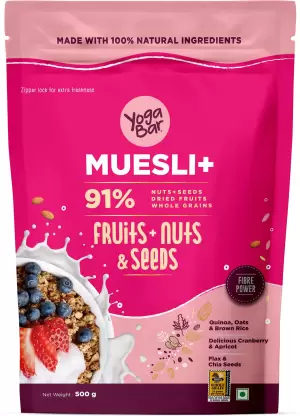 MADE WITH 100% NATURAL INGREDIENTS
Zipper lock for extra freshness
Yoga
Bar
MUESLI+
91%
NUTS+SEEDS
DRIED FRUITS
WHOLE GRAINS
FRUITS + NUTS
& SEEDS
FIBRE
POWER
Quinoa, Oats
& Brown Rice
Delicious Cranberry
& Apricot
Flax &
Chia Seeds
Net Weight: 500 g